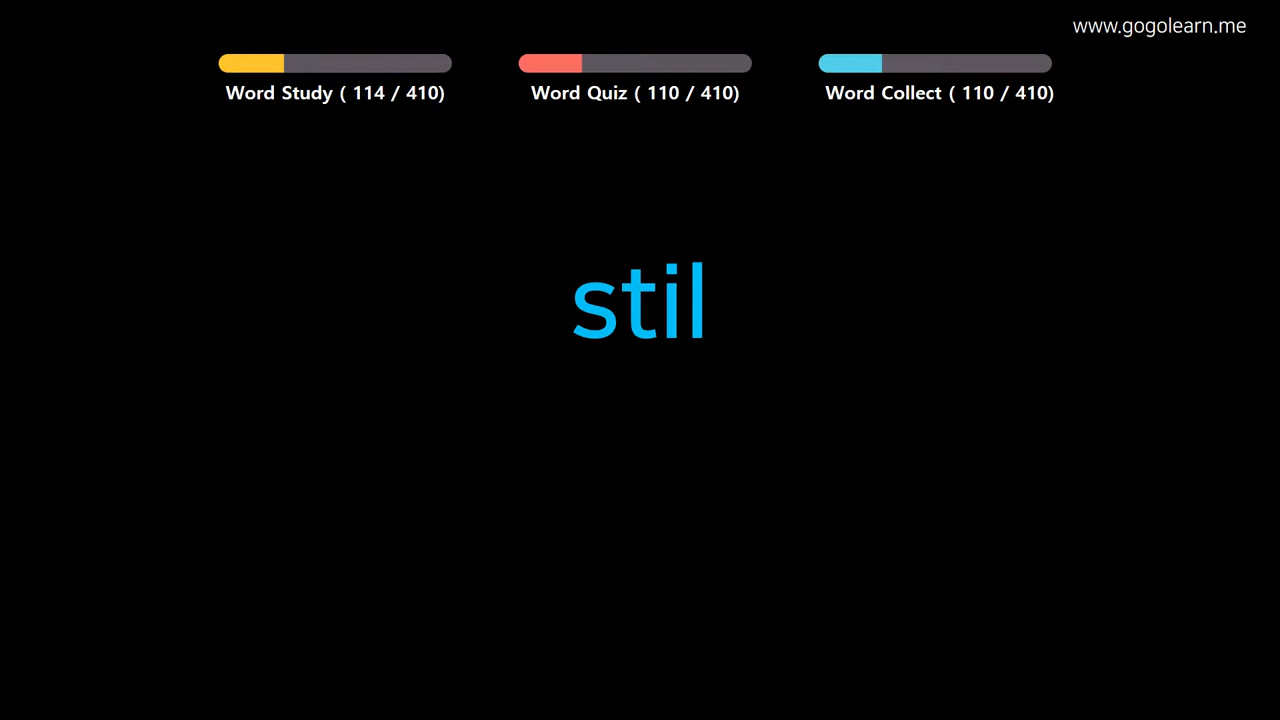 www.gogolearn.me
Word Study ( 114 / 410)
Word Quiz ( 110 / 410)
Word Collect ( 110 / 410)
stil